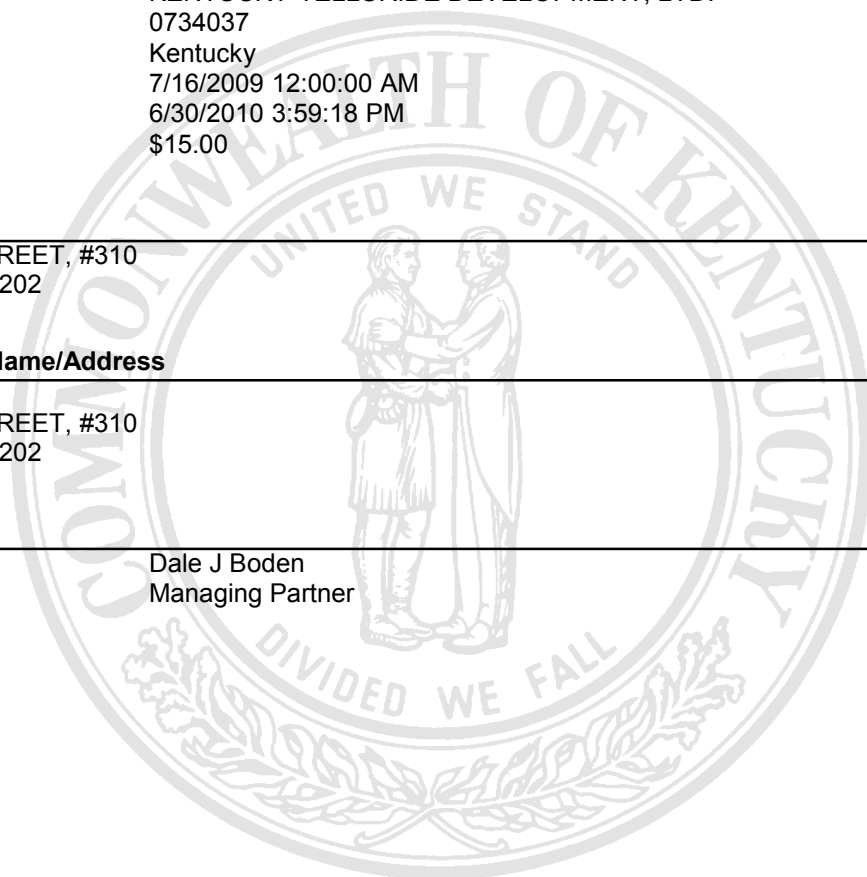 0734037
Kentucky
7/16/2009 12:00:00 AM
6/30/2010 3:59:18 PM
$15.00
COMMONWEALTH OF KENTUCKY
UNITED WE STAND
REET, #310
202
ame/Address
REET, #310
202
Dale J Boden
Managing Partner
DIVIDED WE FALL